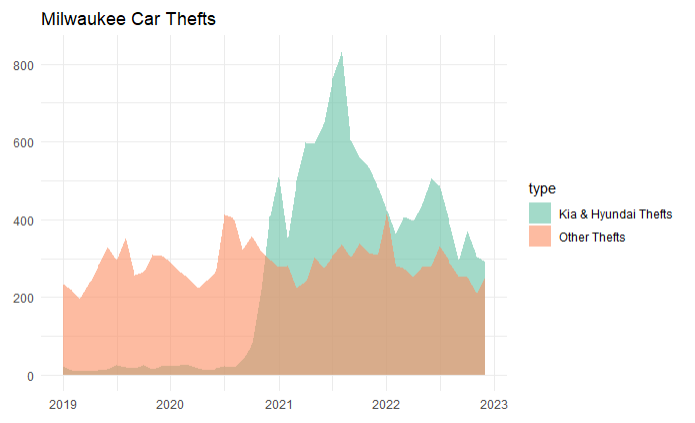 Milwaukee Car Thefts
800
600
400
200
0
2019 2020 2021 2022 2023
type
Kia & Hyundai Thefts
Other Thefts